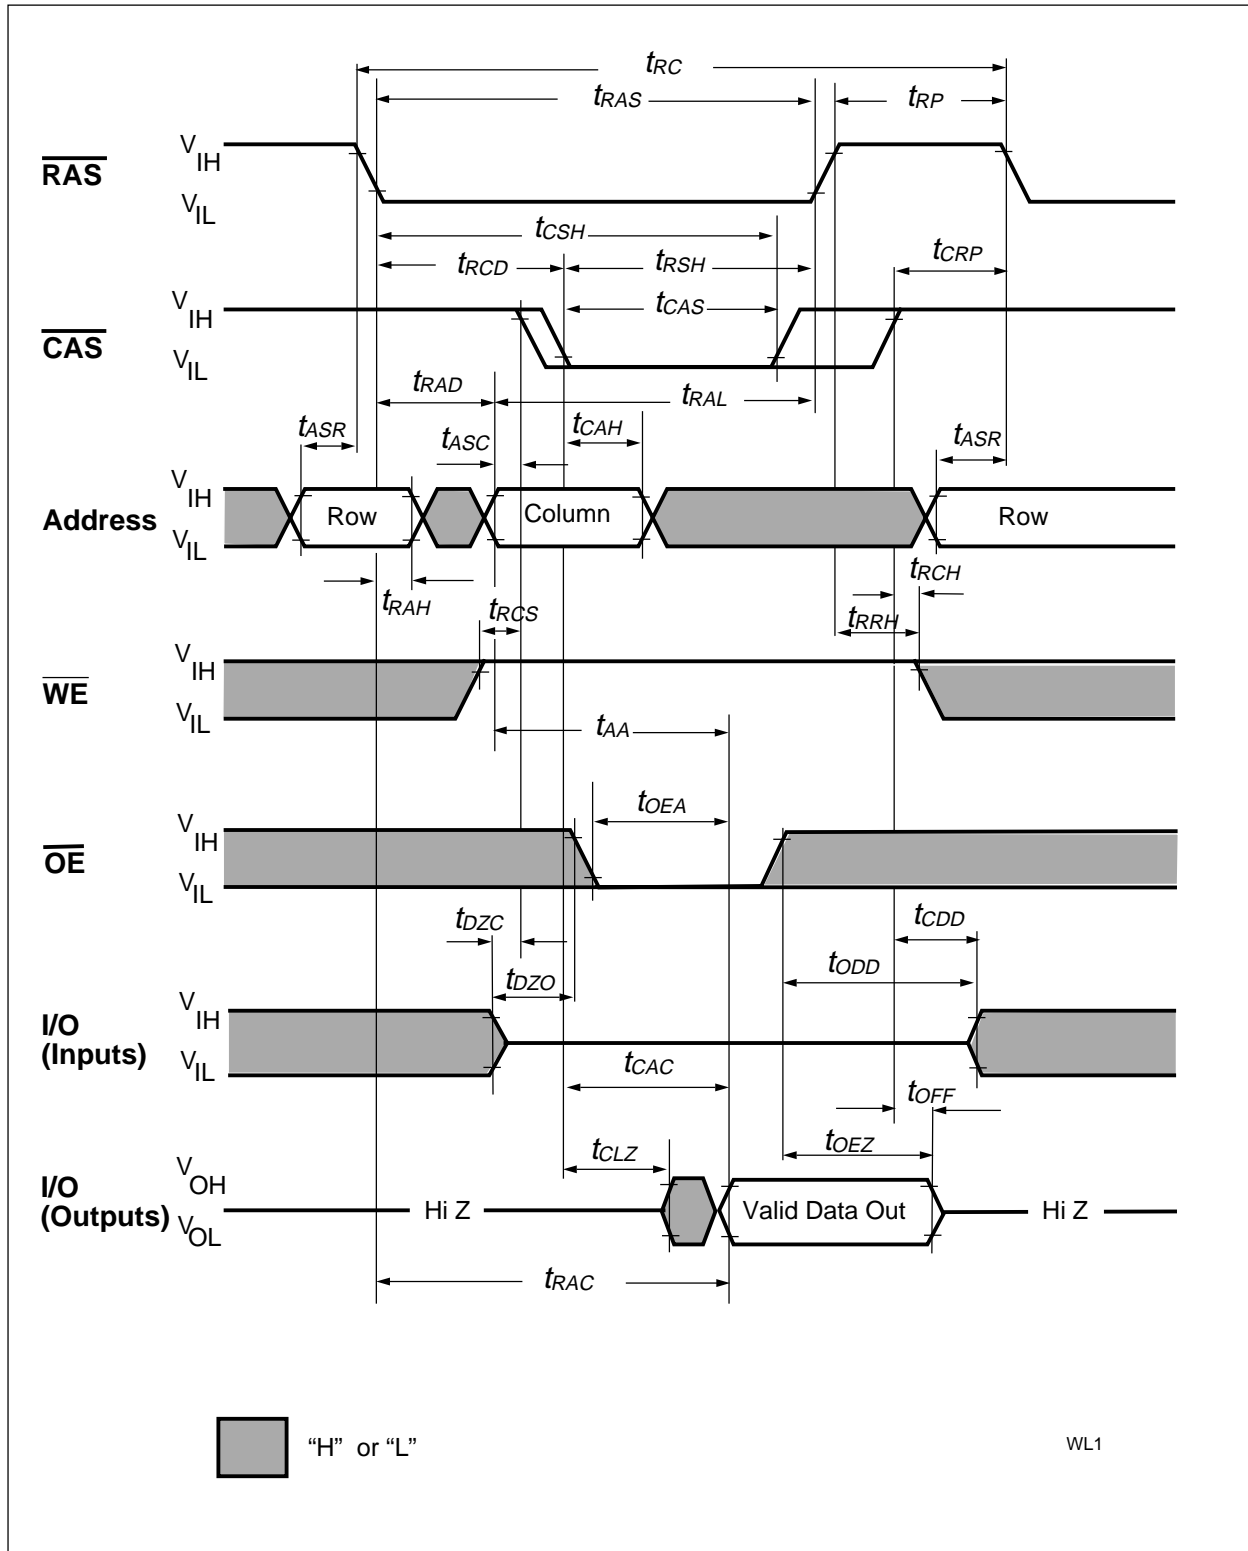 tRC
tRAS
tRP
RAS
VIH
VIL
tCSH
tRCD
tRSH
tCRP
tCAS
CAS
VIH
VIL
tRAD
tRAL
tASR
tASC
tCAH
tASR
Address
VIH
VIL
Row
Column
Row
tRAH
tRCS
tRCH
tRRH
WE
VIH
VIL
tAA
tOEA
OE
VIH
VIL
tDZC
tCDD
tDZO
tODD
I/O
(Inputs)
VIH
VIL
tCAC
tOFF
tCLZ
tOEZ
I/O
(Outputs)
VOH
VOL
Hi Z
Valid Data Out
Hi Z
tRAC
“H” or “L”
WL1